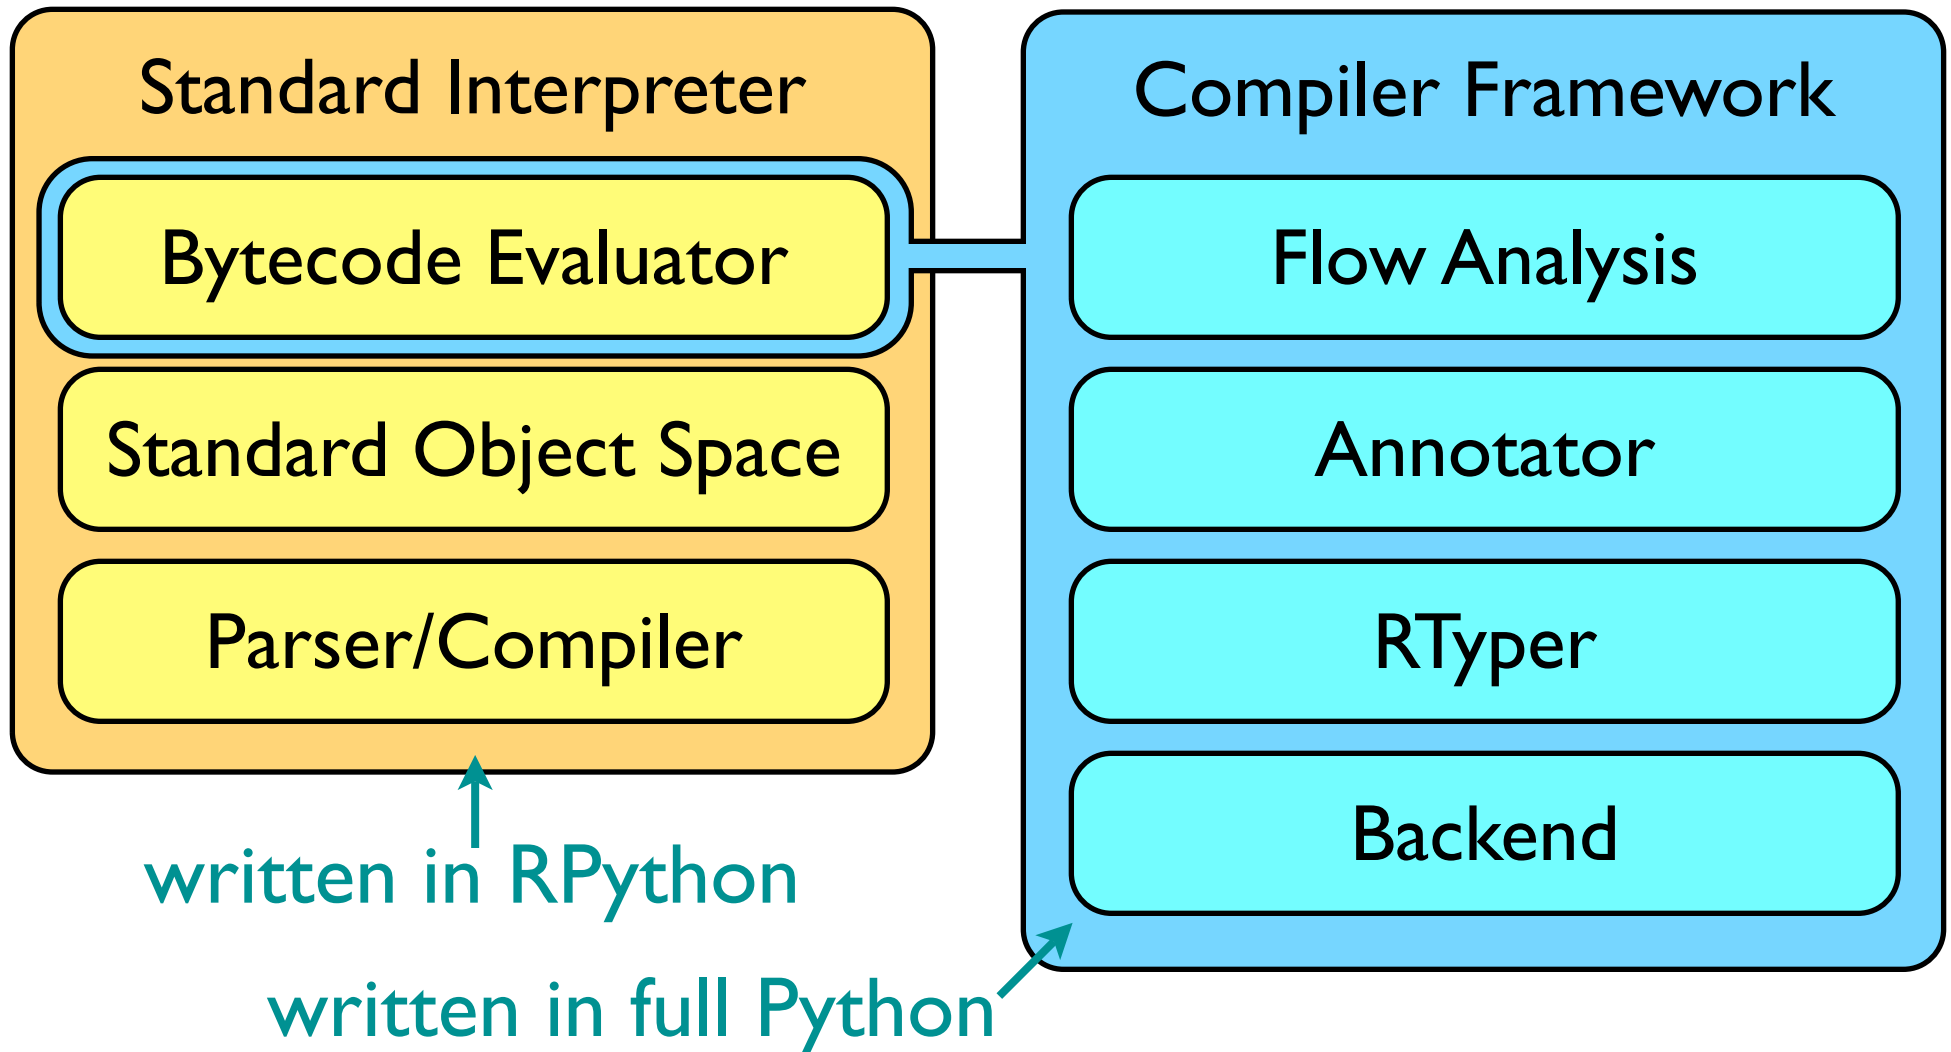 Standard Interpreter
Bytecode Evaluator
Standard Object Space
Parser/Compiler
written in RPython
Compiler Framework
Flow Analysis
Annotator
RTyper
Backend
written in full Python